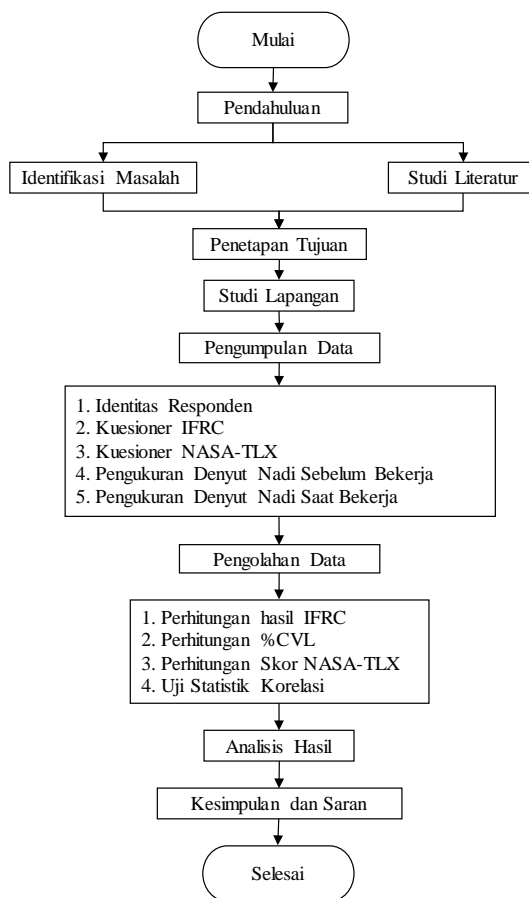 Mulai
Pendahuluan
Identifikasi Masalah
Studi Literatur
Penetapan Tujuan
Studi Lapangan
Pengumpulan Data
1. Identitas Responden
2. Kuesioner IFRC
3. Kuesioner NASA-TLX
4. Pengukuran Denyut Nadi Sebelum Bekerja
5. Pengukuran Denyut Nadi Saat Bekerja
Pengolahan Data
1. Perhitungan hasil IFRC
2. Perhitungan %CVL
3. Perhitungan Skor NASA-TLX
4. Uji Statistik Korelasi
Analisis Hasil
Kesimpulan dan Saran
Selesai